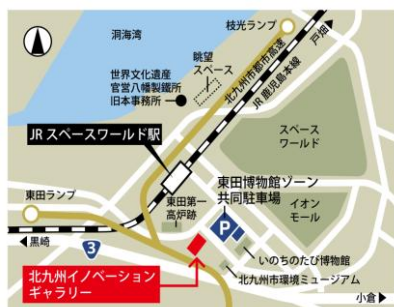 洞海湾
枝光ランプ
戸畑
眺望
スペース
北九州市都市高速
JR鹿児島本線
世界文化遺産
官営八幡製鐵所
旧本事務所
JR スペースワールド駅
スペース
ワールド
東田ランプ
東田第一
高炉跡
東田博物館ゾーン
共同駐車場
P
イオン
モール
黒崎
3
いのちのたび博物館
北九州イノベーション
ギャラリー
北九州市環境ミュージアム
小倉